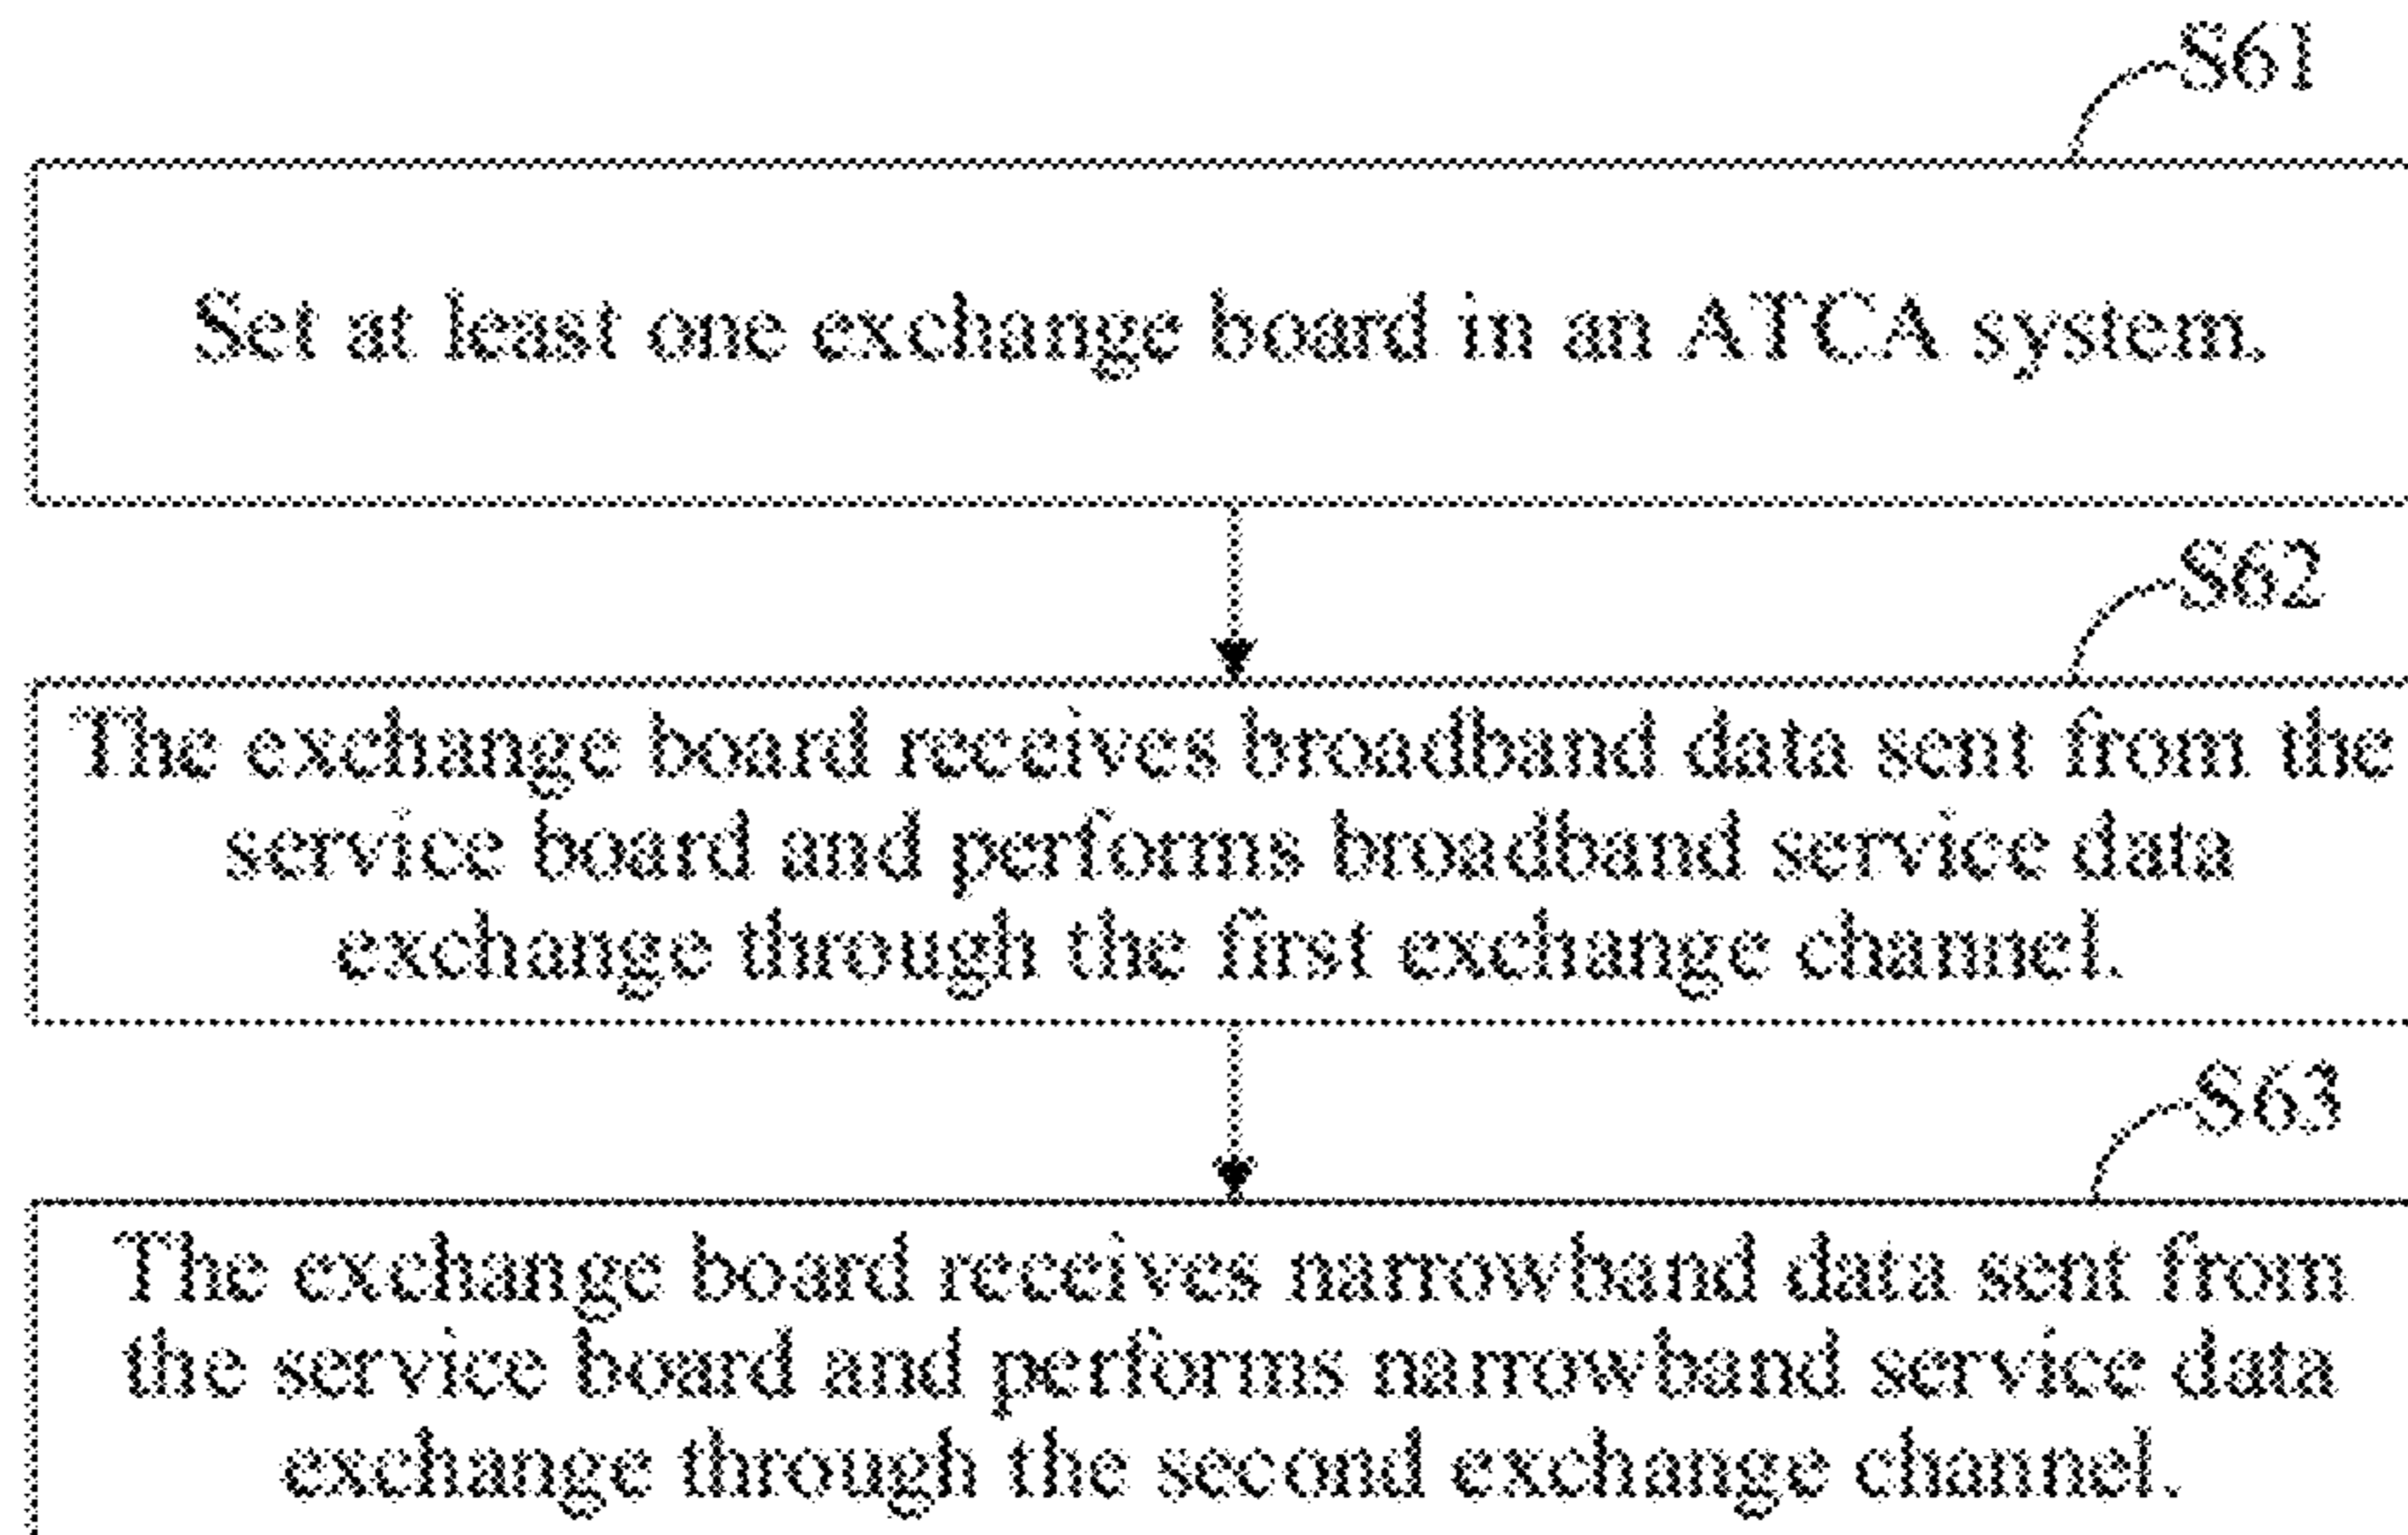 S61
Set at least one exchange board in an ATCA system.
S62
The exchange board receives broadband data sent from the
service board and performs broadband service data
exchange through the first exchange channel.
S63
The exchange board receives narrowband data sent from
the service board and performs narrowband service data
exchange through the second exchange channel.